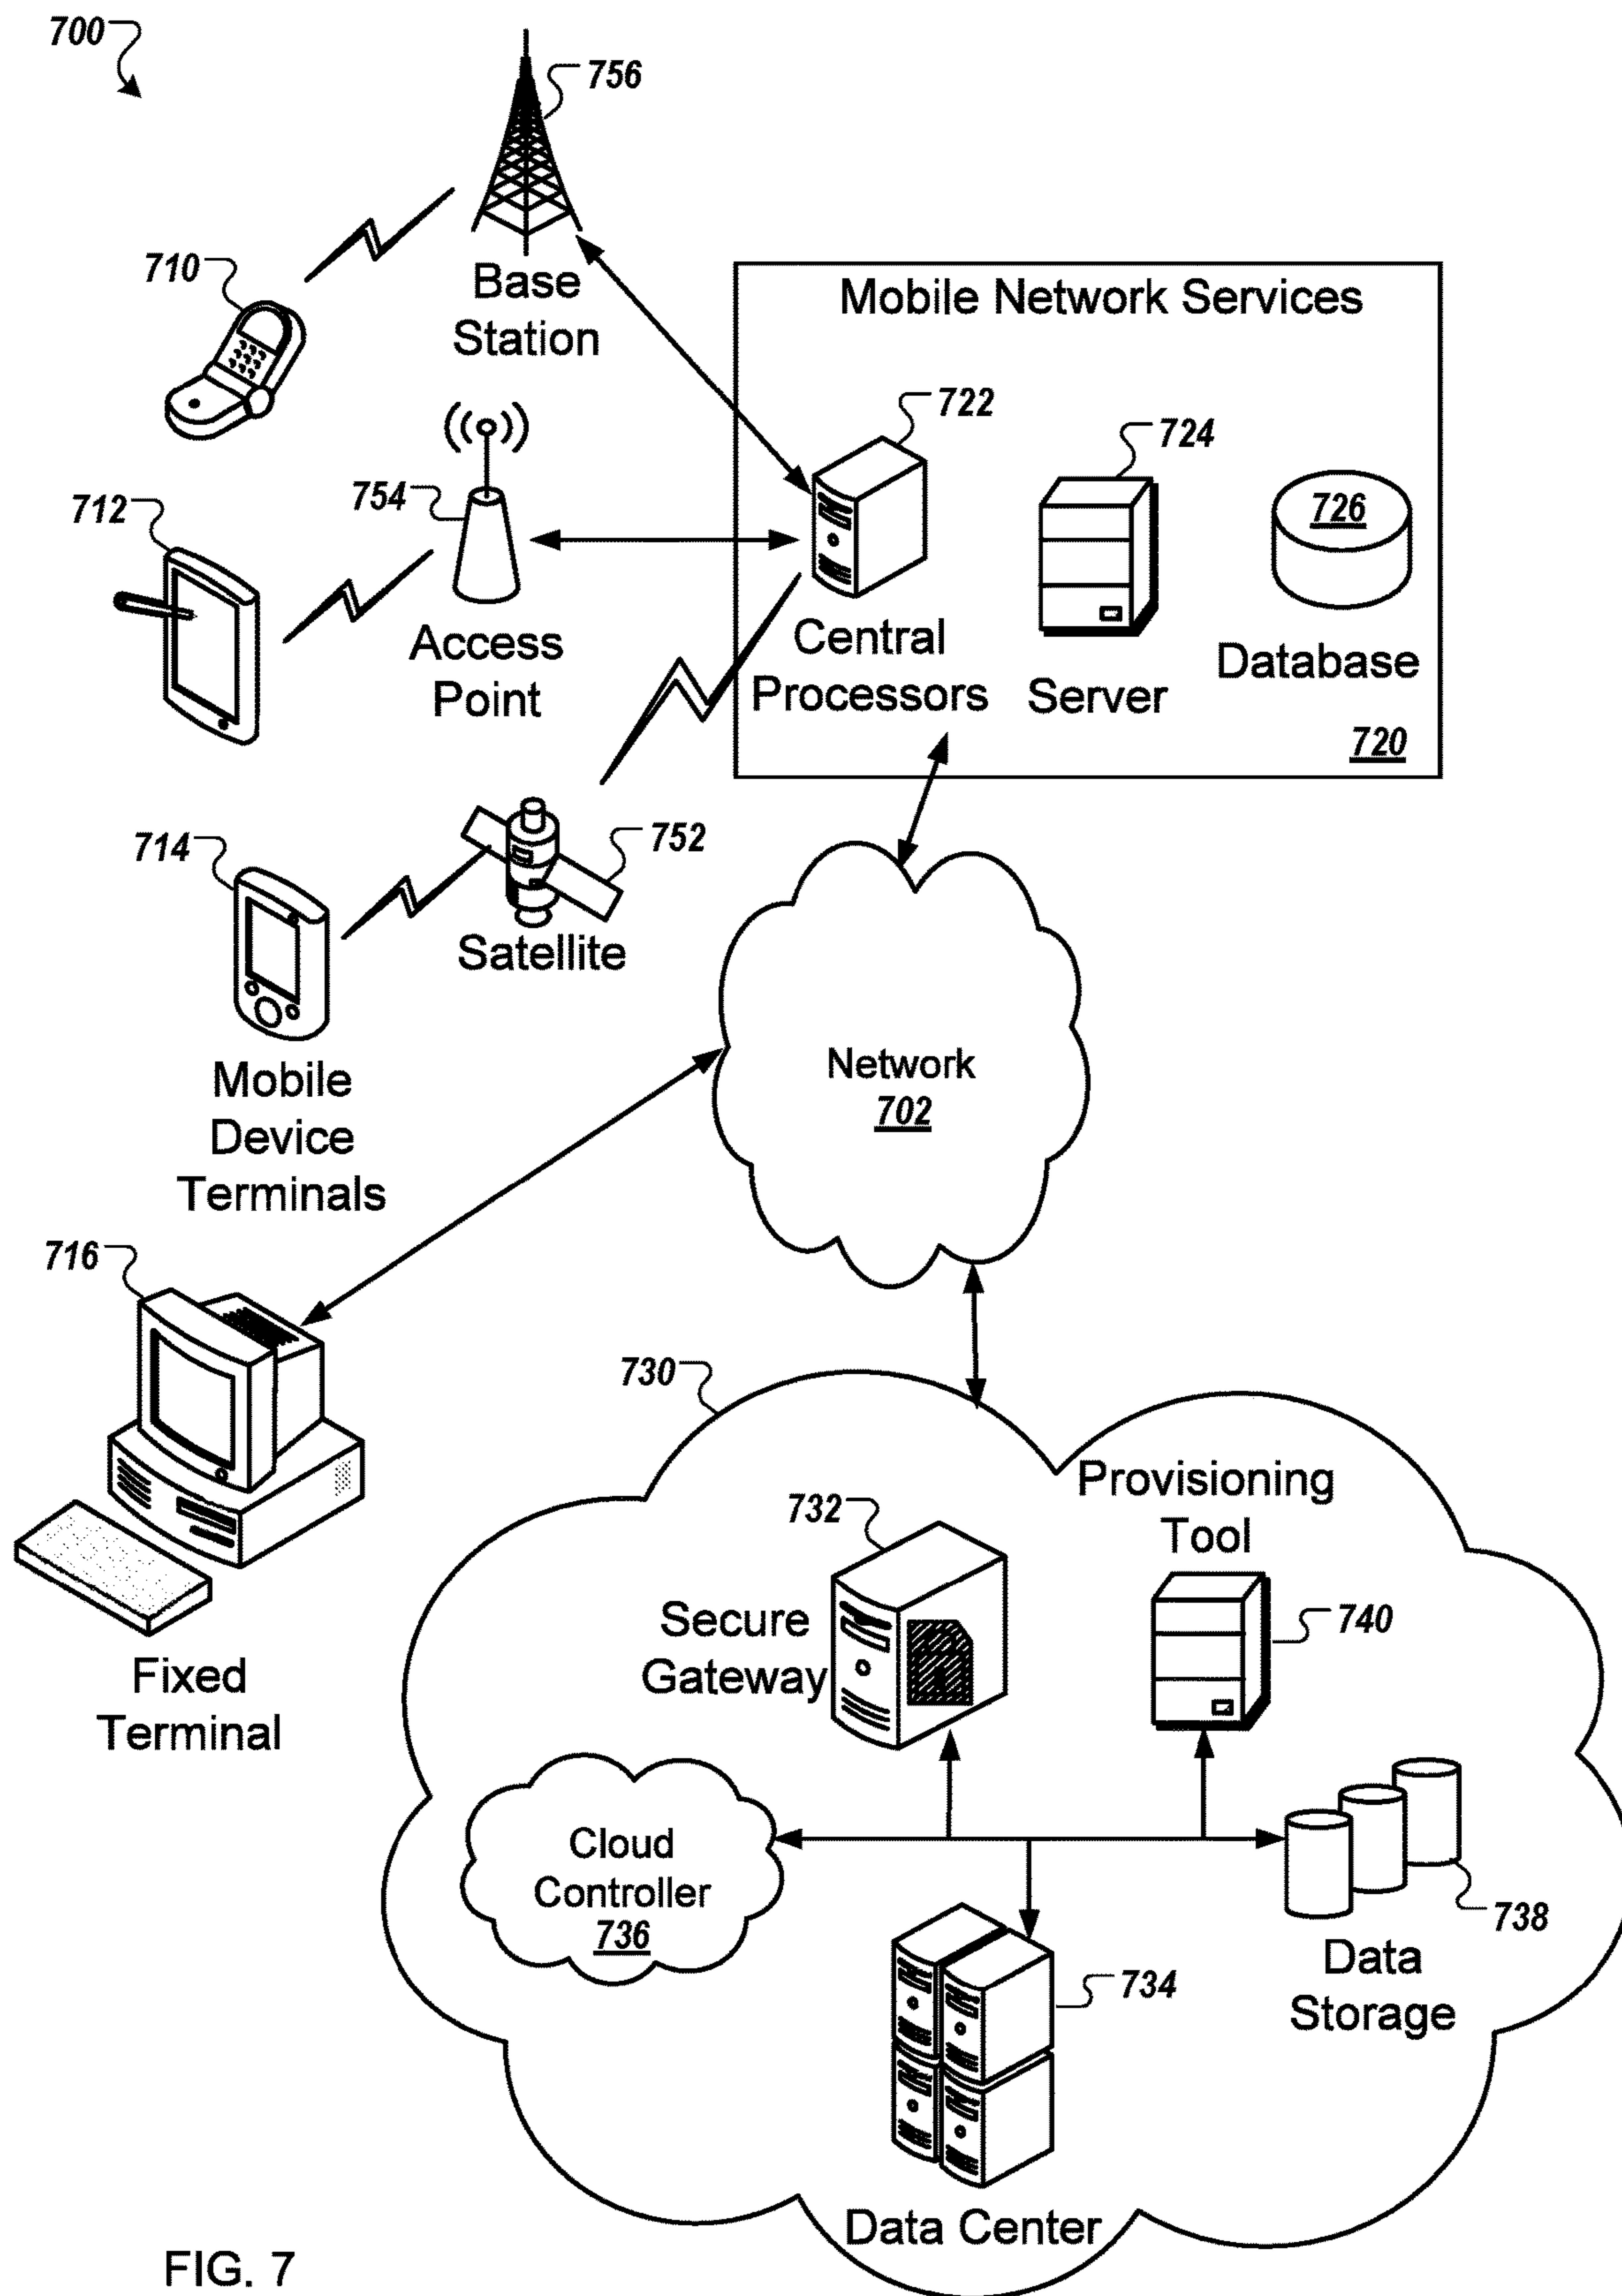 700
756
710
Base
Station
Mobile Network Services
722
724
726
712
754
Access
Point
Central
Processors
Server
Database
720
714
752
Satellite
Mobile
Device
Terminals
Network
702
716
Fixed
Terminal
730
Provisioning
Tool
732
Secure
Gateway
740
Cloud
Controller
736
738
Data
Storage
734
Data Center
FIG. 7